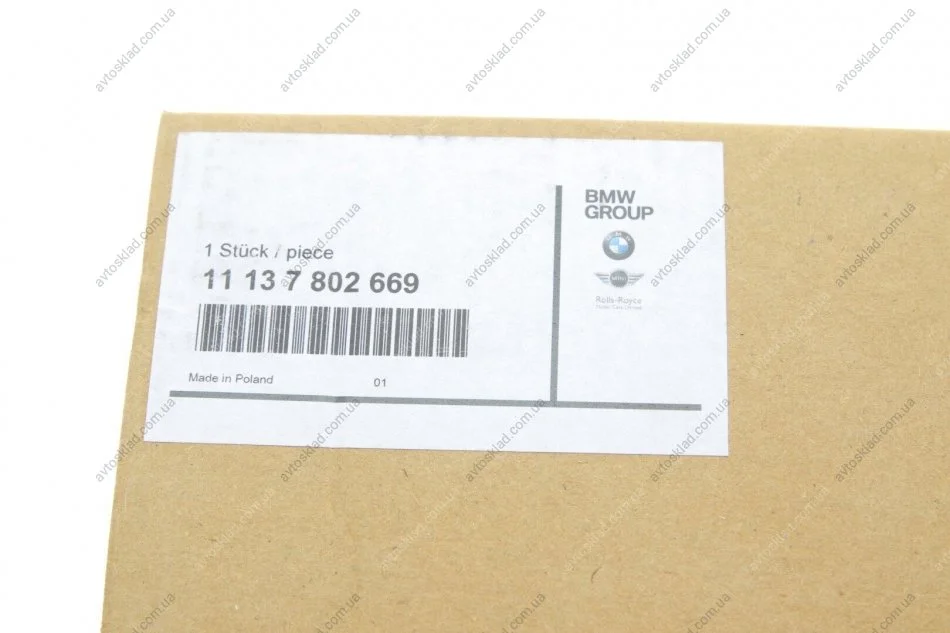 1 Stück / piece
11 13 7 802 669
Made in Poland
01
BMW
GROUP
Rolls-Royce
avtosklad.com.ua